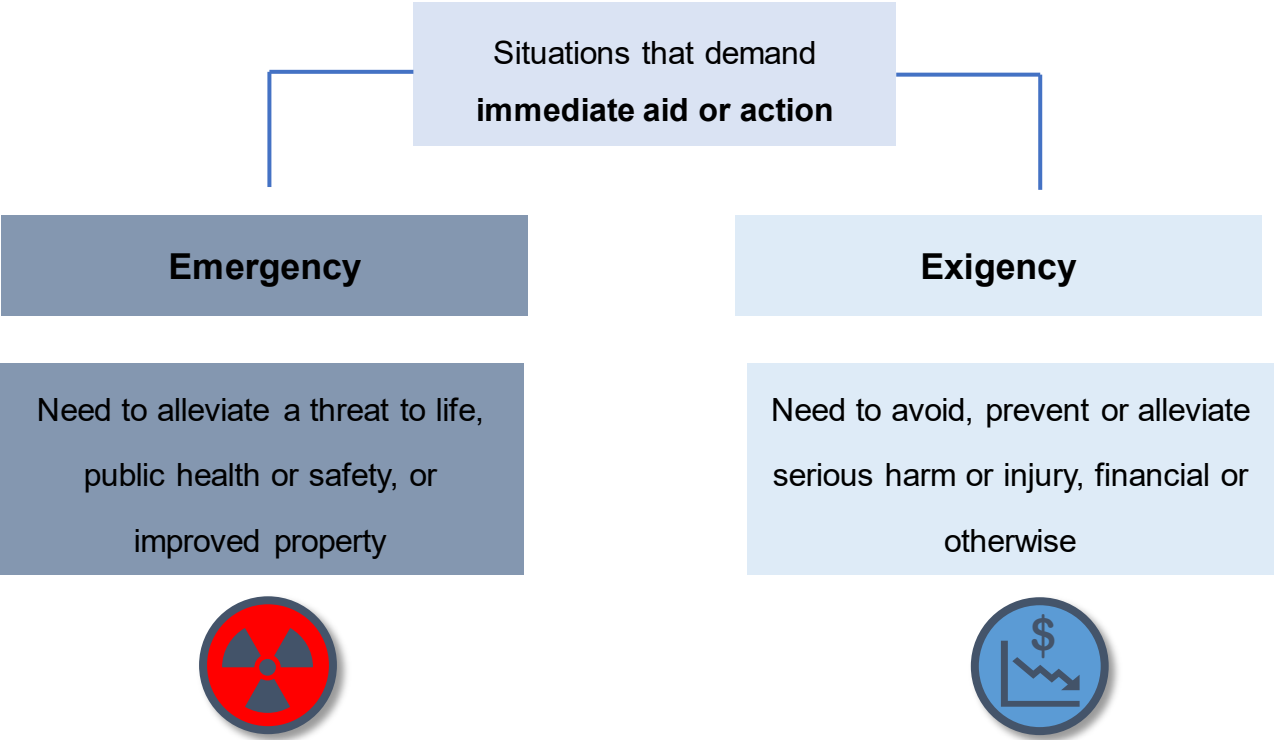 Situations that demand
immediate aid or action
Emergency
Exigency
Need to alleviate a threat to life,
public health or safety, or
improved property
Need to avoid, prevent or alleviate
serious harm or injury, financial or
otherwise
$